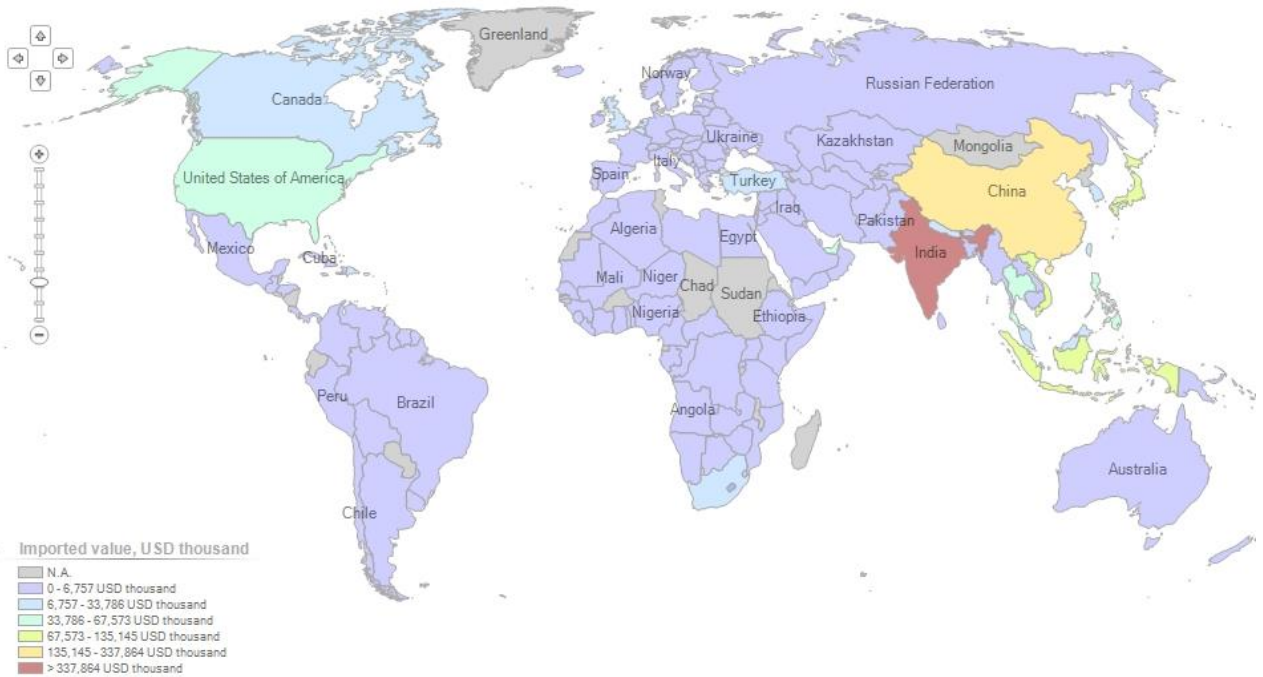 Greenland
Norway
Russian Federation
Canada
Ukraine
Kazakhstan
Mongolia
Italy
United States of America
Spain
Turkey
China
Iraq
Pakistan
Mexico
Algeria
Egypt
India
Cuba
Mali
Niger
Chad
Sudan
Nigeria
Ethiopia
Peru
Brazil
Angola
Australia
Chile
Imported value, USD thousand
N.A.
0 - 6,757 USD thousand
6,757 - 33,786 USD thousand
33,786 - 67,573 USD thousand
67,573 - 135,145 USD thousand
135,145 - 337,864 USD thousand
> 337,864 USD thousand